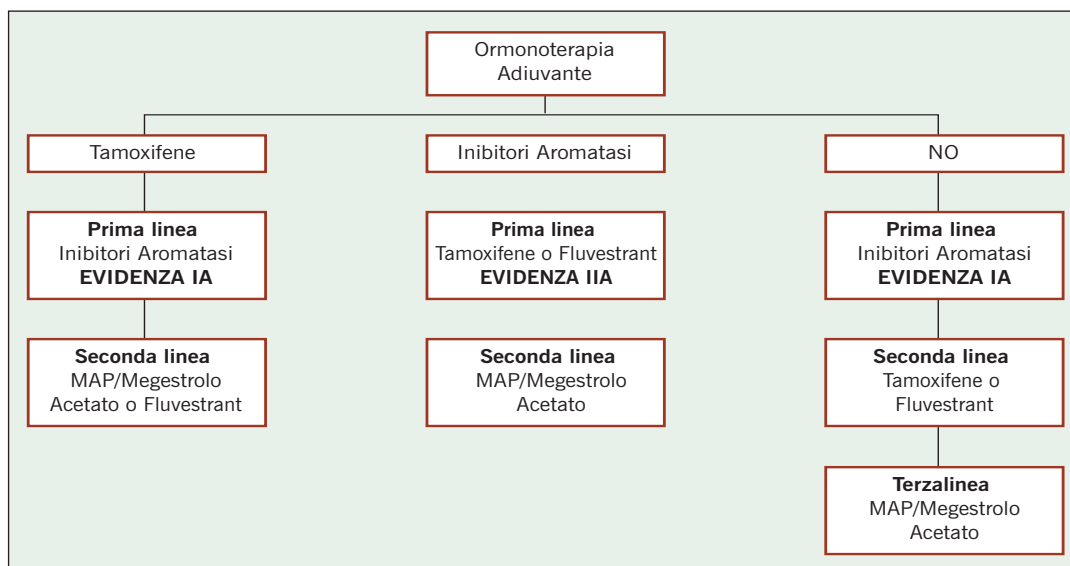 Ormonoterapia
Adiuvante
Tamoxifene
Inibitori Aromatasi
NO
Prima linea
Inibitori Aromatasi
EVIDENZA IA
Prima linea
Tamoxifene o Fluvestrant
EVIDENZA IIA
Prima linea
Inibitori Aromatasi
EVIDENZA IA
Seconda linea
MAP/Megestrolo
Acetato o Fluvestrant
Seconda linea
MAP/Megestrolo
Acetato
Seconda linea
Tamoxifene o
Fluvestrant
Terzalinea
MAP/Megestrolo
Acetato